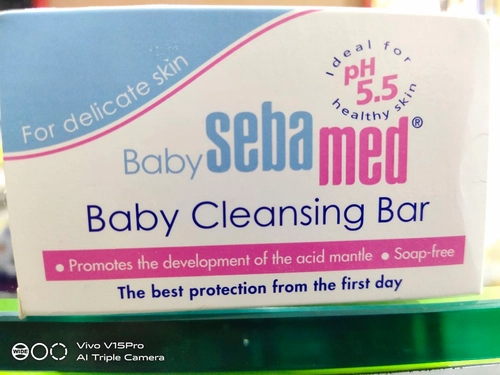 For delicate skin
Ideal for
pH
5.5
healthy skin
Baby sebamed®
Baby Cleansing Bar
• Promotes the development of the acid mantle • Soap-free
The best protection from the first day
WIDE
Vivo V15Pro
AI Triple Camera